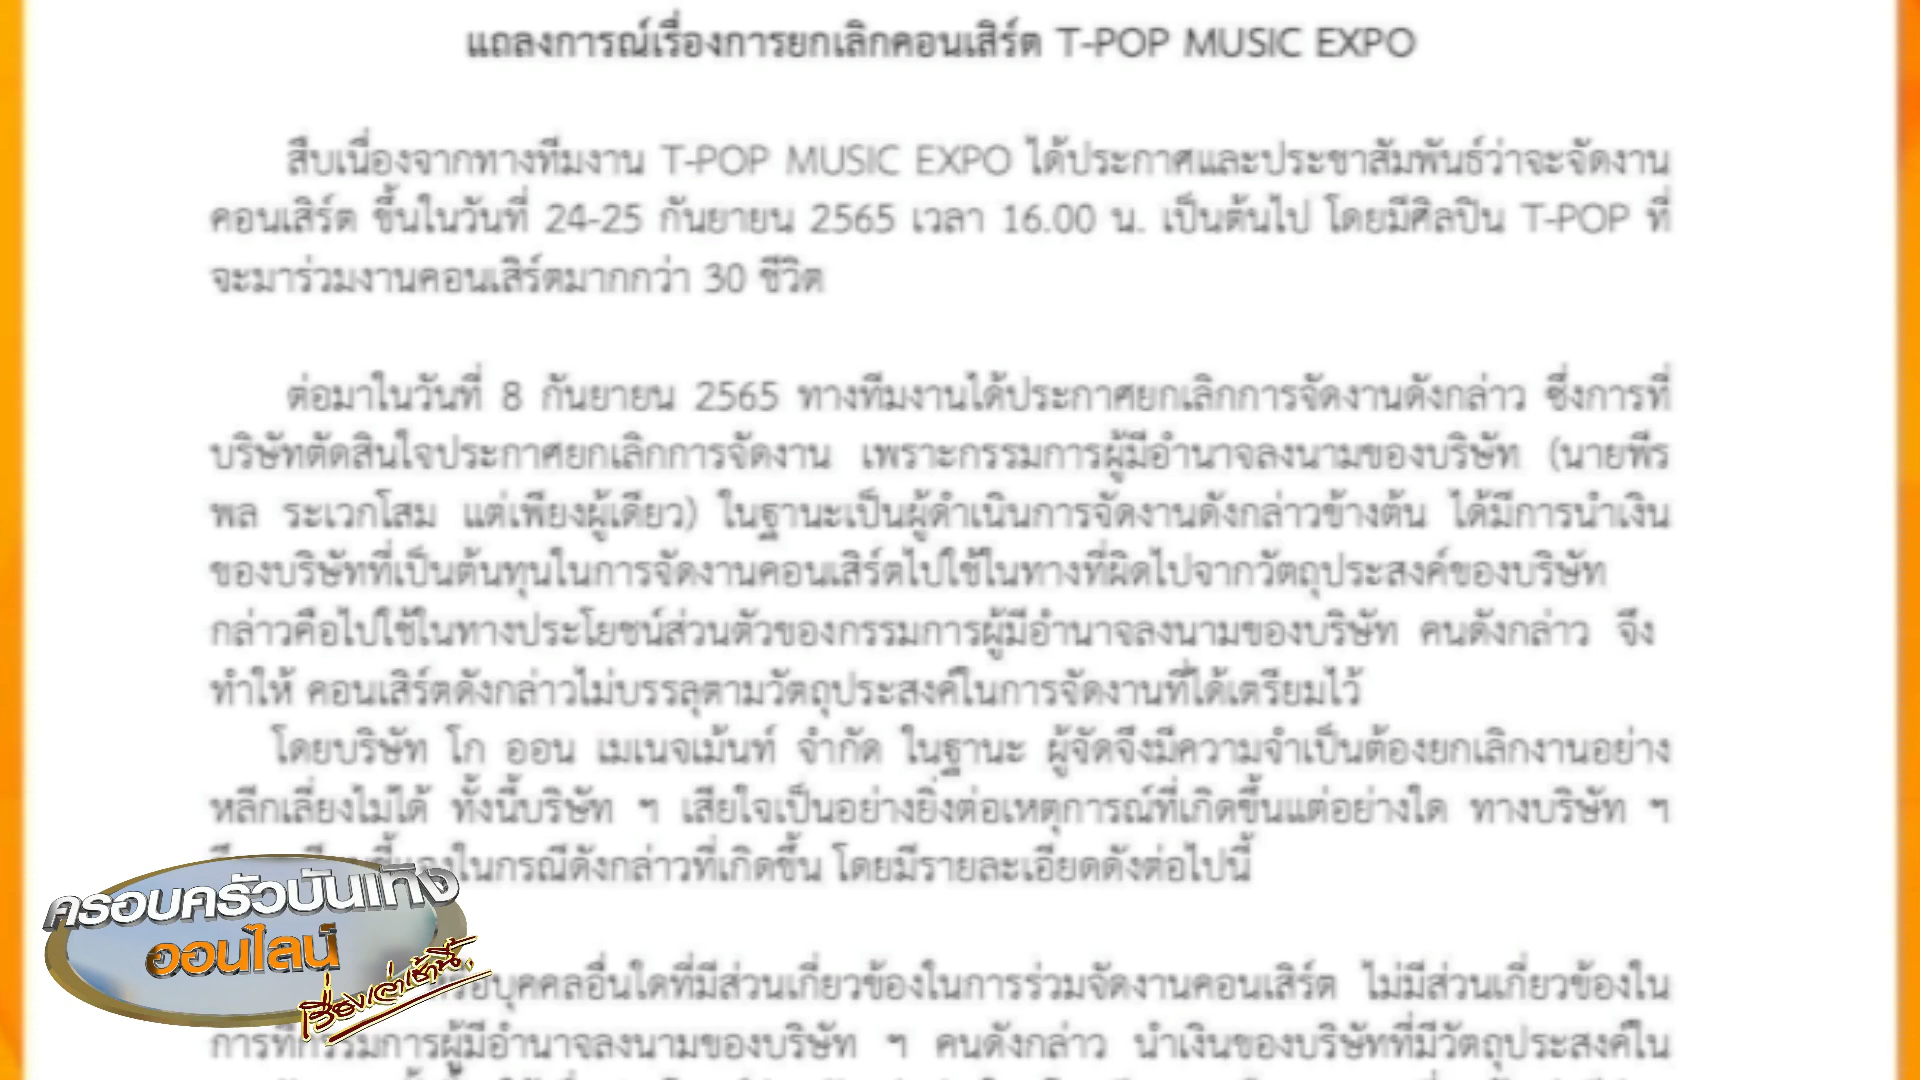 แถลงการณ์เรื่องการยกเลิกคอนเสิร์ต T-POP MUSIC EXPO
สืบเนื่องจากทางทีมงาน T-POP MUSIC EXPO ได้ประกาศและประชาสัมพันธ์ว่าจะจัดงาน
คอนเสิร์ต ขึ้นในวันที่ 24-25 กันยายน 2565 เวลา 16.00 น. เป็นต้นไป โดยมีศิลปิน T-POP ที่
จะมาร่วมงานคอนเสิร์ตมากกว่า 30 ชีวิต
ต่อมาในวันที่ 8 กันยายน 2565 ทางทีมงานได้ประกาศยกเลิกการจัดงานดังกล่าว ซึ่งการที่
บริษัทตัดสินใจประกาศยกเลิกการจัดงาน เพราะกรรมการผู้มีอำนาจลงนามของบริษัท (นายพีร
พล ระเวกโสม แต่เพียงผู้เดียว) ในฐานะเป็นผู้ดำเนินการจัดงานดังกล่าวข้างต้น ได้มีการนำเงิน
ของบริษัทที่เป็นต้นทุนในการจัดงานคอนเสิร์ตไปใช้ในทางที่ผิดไปจากวัตถุประสงค์ของบริษัท
กล่าวคือไปใช้ในทางประโยชน์ส่วนตัวของกรรมการผู้มีอำนาจลงนามของบริษัท คนดังกล่าว จึง
ทำให้ คอนเสิร์ตดังกล่าวไม่บรรลุตามวัตถุประสงค์ในการจัดงานที่ได้เตรียมไว้
โดยบริษัท โก ออน เมเนจเม้นท์ จำกัด ในฐานะ ผู้จัดจึงมีความจำเป็นต้องยกเลิกงานอย่าง
หลีกเลี่ยงไม่ได้ ทั้งนี้บริษัท ฯ เสียใจเป็นอย่างยิ่งต่อเหตุการณ์ที่เกิดขึ้นแต่อย่างใด ทางบริษัท ฯ
ในกรณีดังกล่าวที่เกิดขึ้น โดยมีรายละเอียดดังต่อไปนี้
ครอบครัวบันเทิง
ออนไลน์
เรื่องเล่าเช้านี้
บุคคลอื่นใดที่มีส่วนเกี่ยวข้องในการร่วมจัดงานคอนเสิร์ต ไม่มีส่วนเกี่ยวข้องใน
การที่กรรมการผู้มีอำนาจลงนามของบริษัท ฯ คนดังกล่าว นำเงินของบริษัทที่มีวัตถุประสงค์ใน